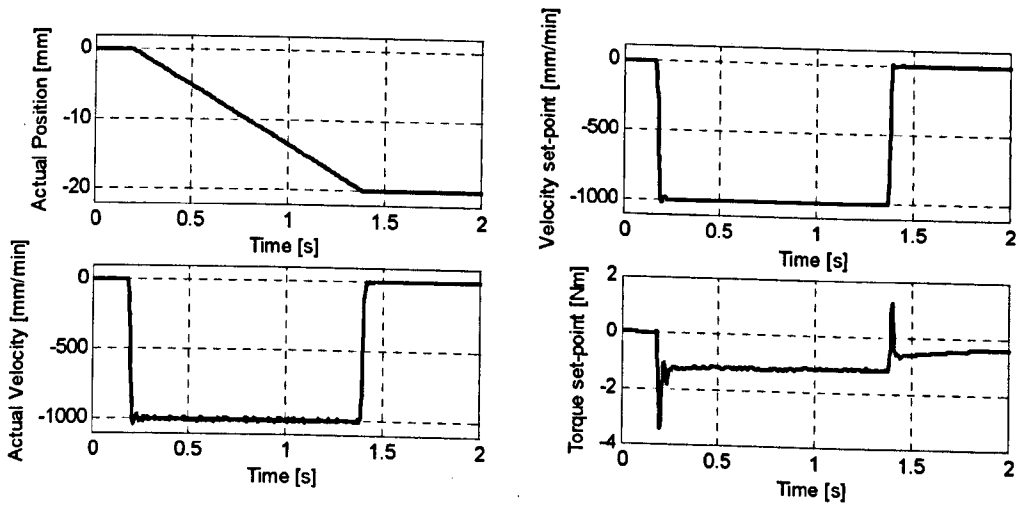 Actual Position [mm]
0
-10
-20
0 0.5 1 1.5 2
Time [s]
Velocity set-point [mm/min]
0
-500
-1000
0 0.5 1 1.5 2
Time [s]
Actual Velocity [mm/min]
0
-500
-1000
0 0.5 1 1.5 2
Time [s]
Torque set-point [Nm]
2
0
-2
-4
0 0.5 1 1.5 2
Time [s]